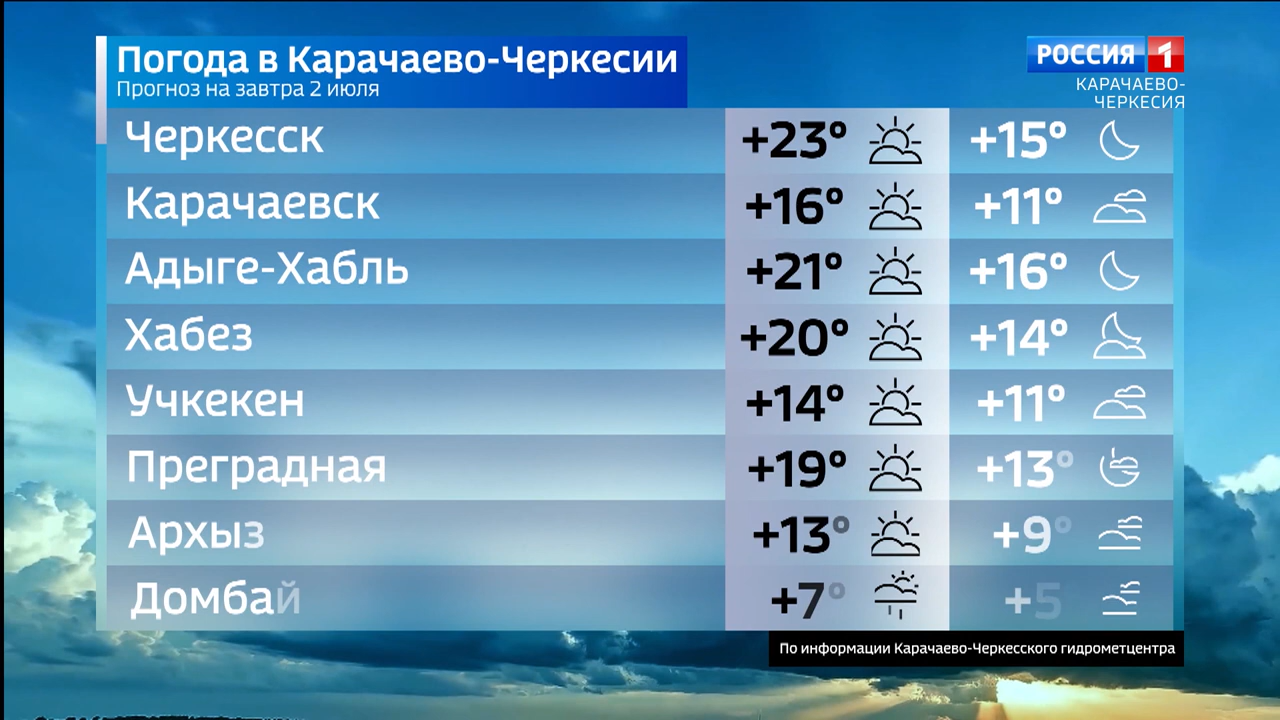 Погода в Карачаево-Черкесии
Прогноз на завтра 2 июля
РОССИЯ 1
КАРАЧАЕВО-
ЧЕРКЕСИЯ
Черкесск +23° +15°
Карачаевск +16° +11°
Адыге-Хабль +21° +16°
Хабез +20° +14°
Учкекен +14° +11°
Преградная +19° +13°
Архыз +13° +9°
Домбай +7° +5
По информации Карачаево-Черкесского гидрометцентра